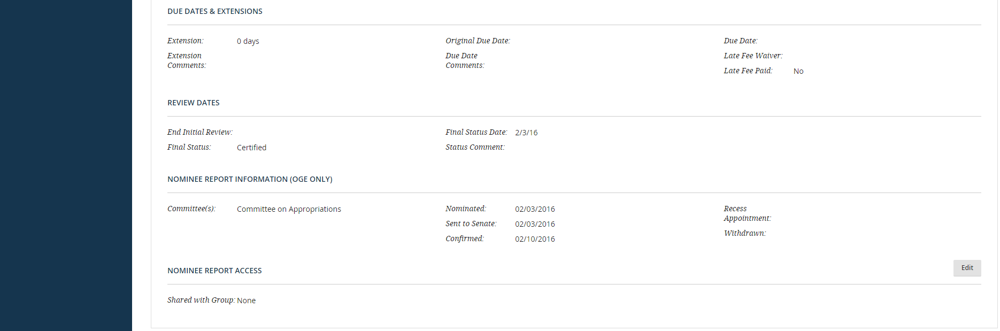 DUE DATES & EXTENSIONS
Extension: 0 days Original Due Date: Due Date:
Extension Comments: Due Date Comments: Late Fee Waiver:
Late Fee Paid: No
REVIEW DATES
End Initial Review: Final Status Date: 2/3/16
Final Status: Certified Status Comment:
NOMINEE REPORT INFORMATION (OGE ONLY)
Committee(s): Committee on Appropriations Nominated: 02/03/2016 Recess Appointment:
Sent to Senate: 02/03/2016 Withdrawn:
Confirmed: 02/10/2016
NOMINEE REPORT ACCESS Edit
Shared with Group: None